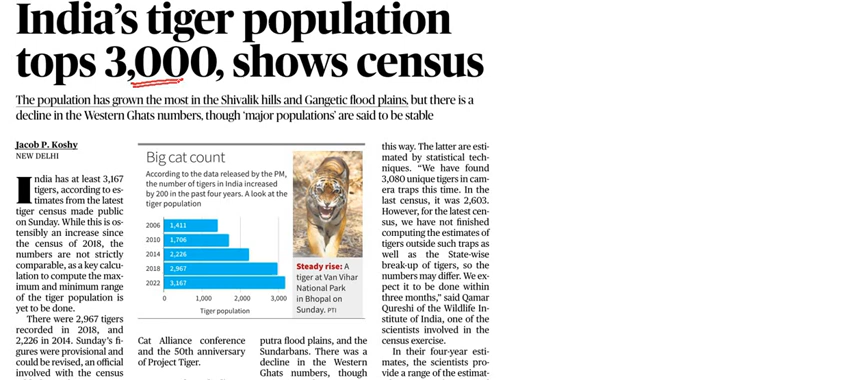 India's tiger population
tops 3,000, shows census
The population has grown the most in the Shivalik hills and Gangetic flood plains, but there is a
decline in the Western Ghats numbers, though 'major populations' are said to be stable
Jacob P. Koshy
NEW DELHI
India has at least 3,167
tigers, according to es-
timates from the latest
tiger census made public
on Sunday. While this is os-
tensibly an increase since
the census of 2018, the
numbers are not strictly
comparable, as a key calcu-
lation to compute the max-
imum and minimum range
of the tiger population is
yet to be done.
There were 2,967 tigers
recorded in 2018, and
2,226 in 2014. Sunday's fi-
gures were provisional and
could be revised, an official
involved with the census
Big cat count
According to the data released by the PM,
the number of tigers in India increased
by 200 in the past four years. A look at the
tiger population
2006 1,411
2010 1,706
2014 2,226
2018 2,967
2022 3,167
0 1,000 2,000 3,000
Tiger population
Steady rise: A
tiger at Van Vihar
National Park
in Bhopal on
Sunday. PTI
Cat Alliance conference
and the 50th anniversary
of Project Tiger.
putra flood plains, and the
Sundarbans. There was a
decline in the Western
Ghats numbers, though
this way. The latter are esti-
mated by statistical tech-
niques. "We have found
3,080 unique tigers in cam-
era traps this time. In the
last census, it was 2,603.
However, for the latest cen-
sus, we have not finished
computing the estimates of
tigers outside such traps as
well as the State-wise
break-up of tigers, so the
numbers may differ. We ex-
pect it to be done within
three months," said Qamar
Qureshi of the Wildlife In-
stitute of India, one of the
scientists involved in the
census exercise.
In their four-year esti-
mates, the scientists pro-
vide a range of the estimat-